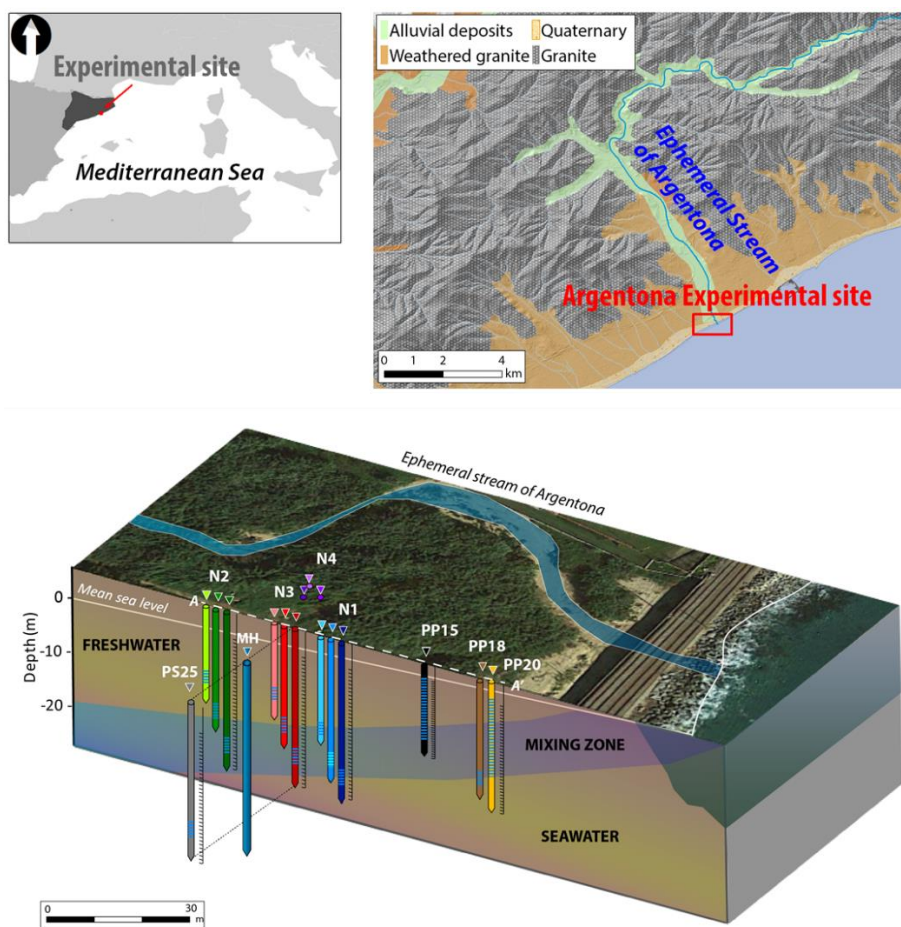 Experimental site
Mediterranean Sea
Alluvial deposits
Quaternary
Weathered granite
Granite
Ephemeral Stream
of Argentona
Argentona Experimental site
0 1 2 4
km
Ephemeral stream of Argentona
N4
N2
N3
N1
0
Mean sea level
A
Depth (m)
FRESHWATER
MH
PP15
-10
PP18
PS25
PP20
A'
-20
MIXING ZONE
SEAWATER
0 30
m